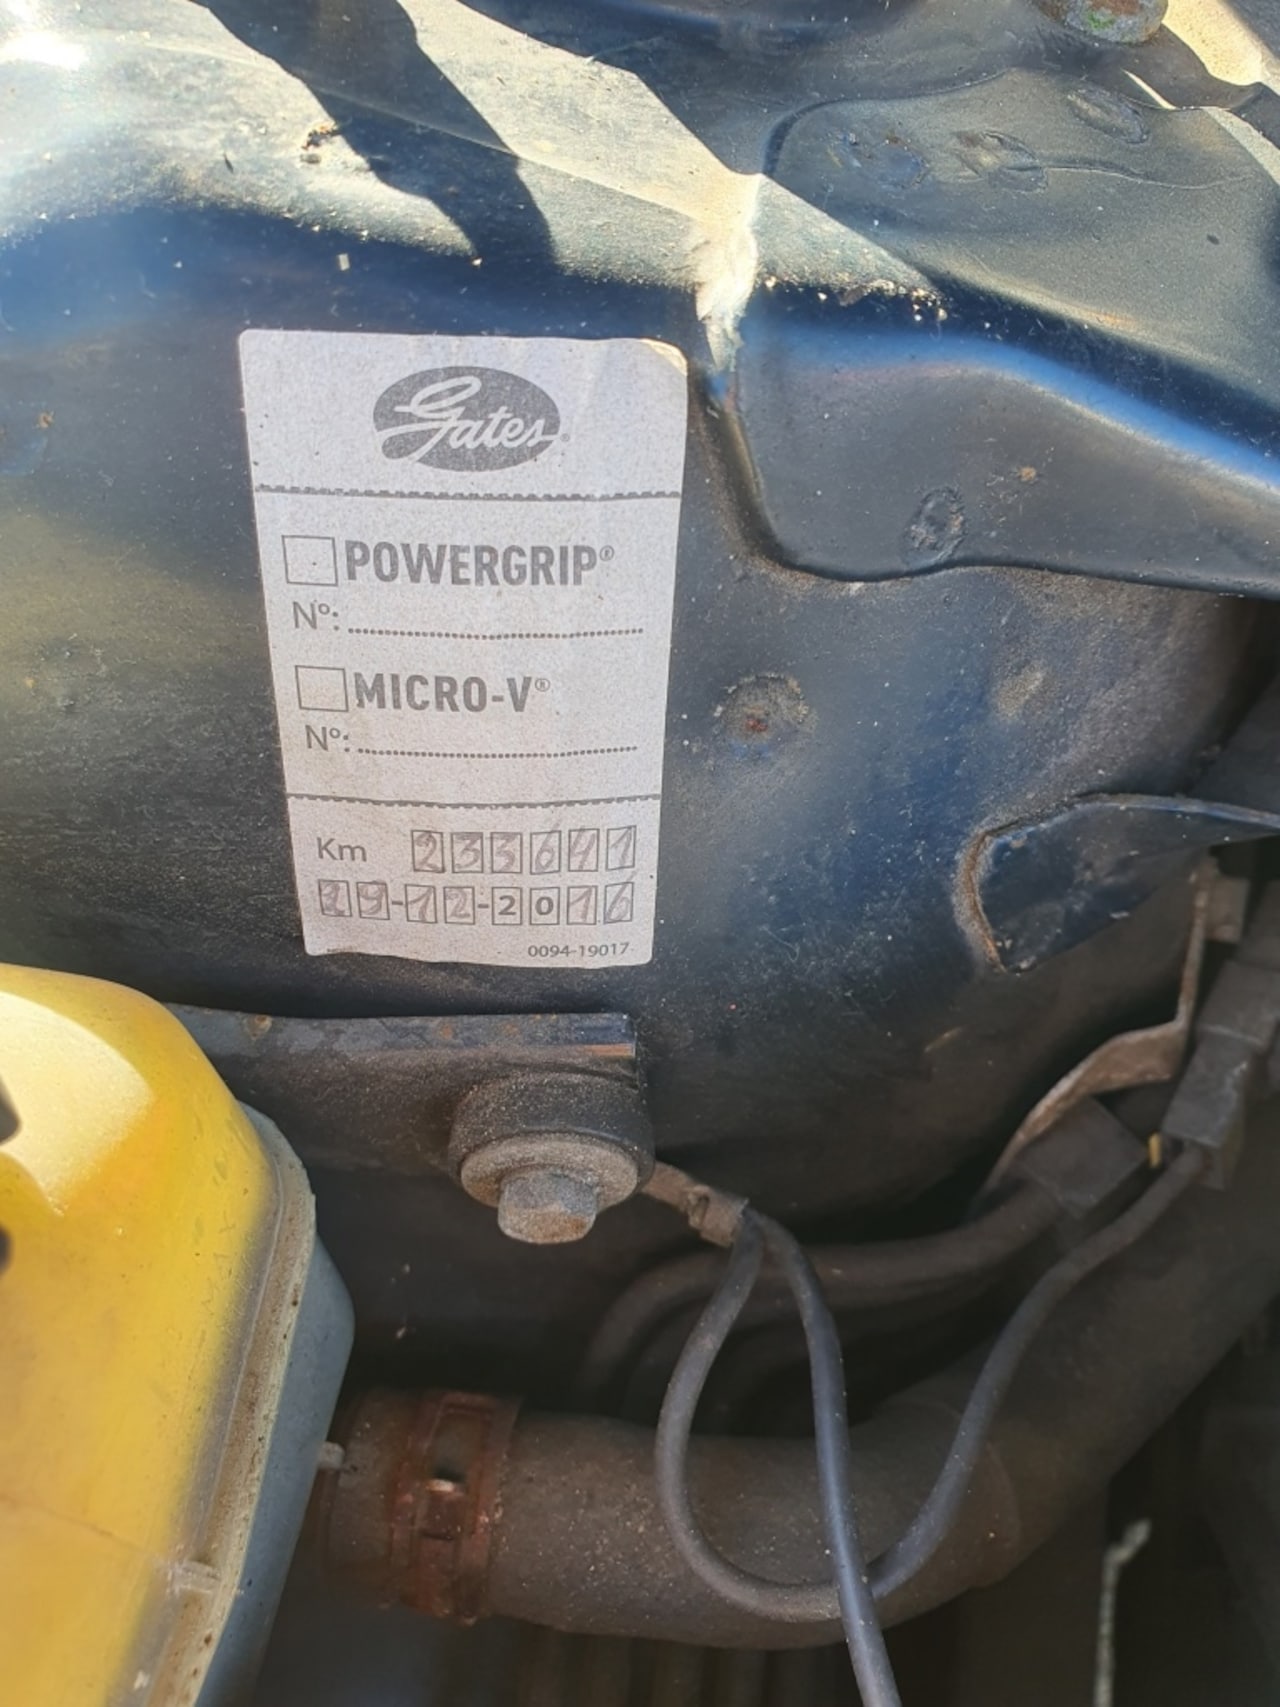 Gates®
POWERGRIP®
Nº:
MICRO-V®
Nº:
Km 233641
19-12-2016
0094-19017